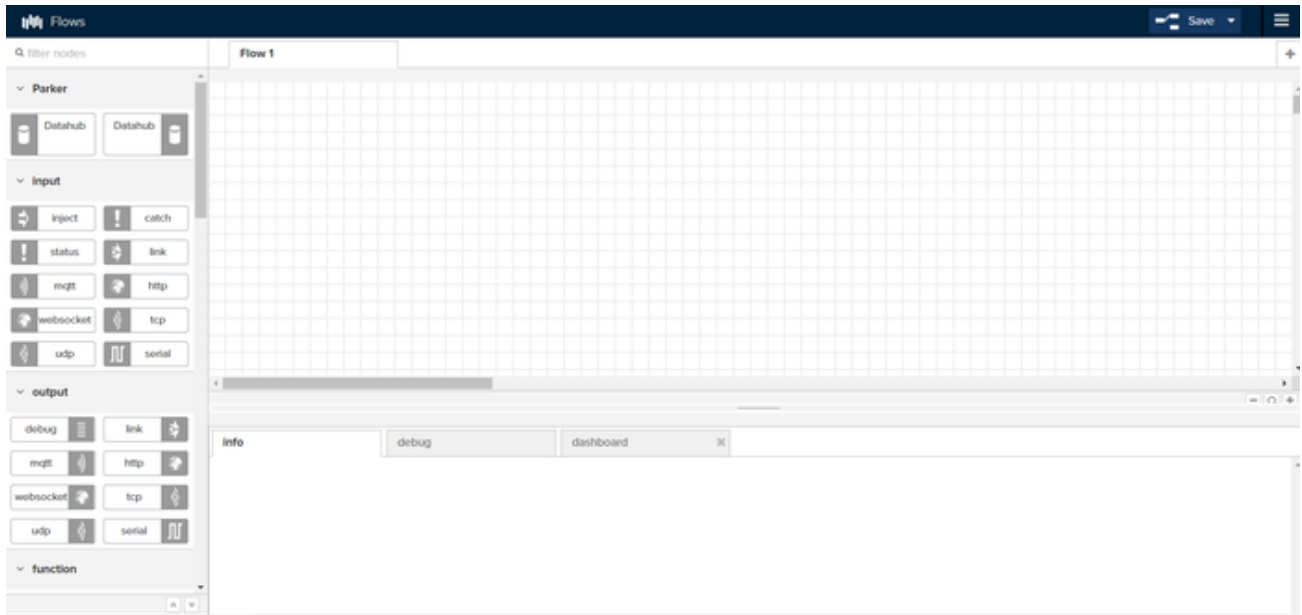 Flows
Save
filter nodes
Flow 1
Parker
Datahub Datahub
input
inject catch
status link
mqtt http
websocket tcp
udp serial
output
debug link
mqtt http
websocket tcp
udp serial
function
info debug dashboard